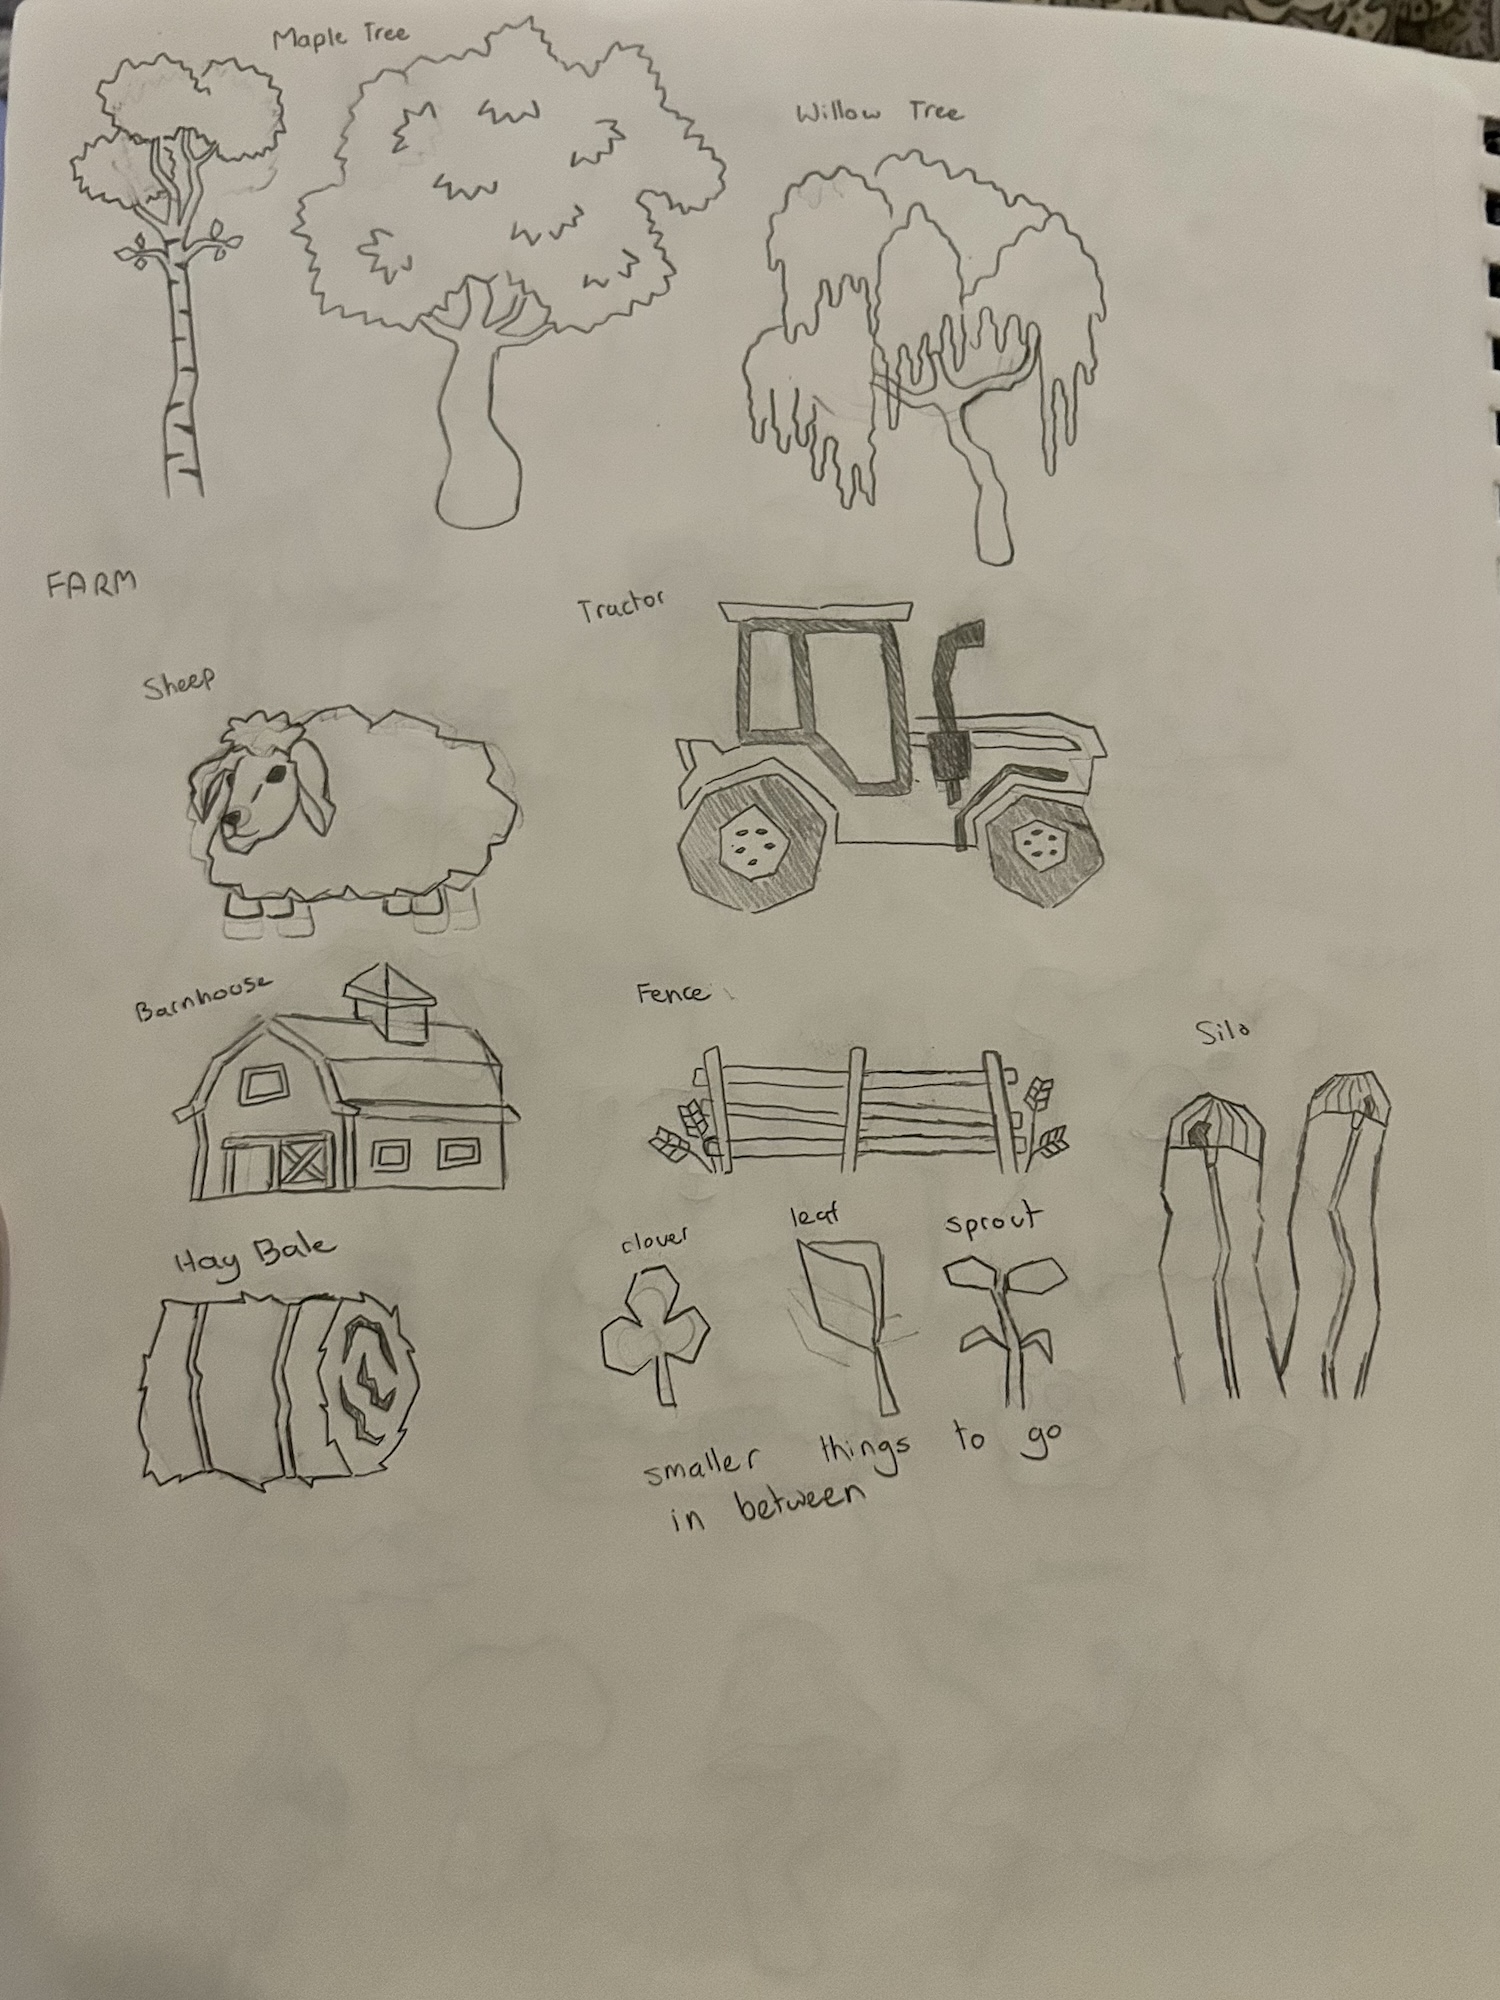 Maple Tree
Willow Tree
FARM
Tractor
Sheep
Barnhouse
Fence
Silo
Hay Bale
clover
leaf
sprout
smaller things to go
in between